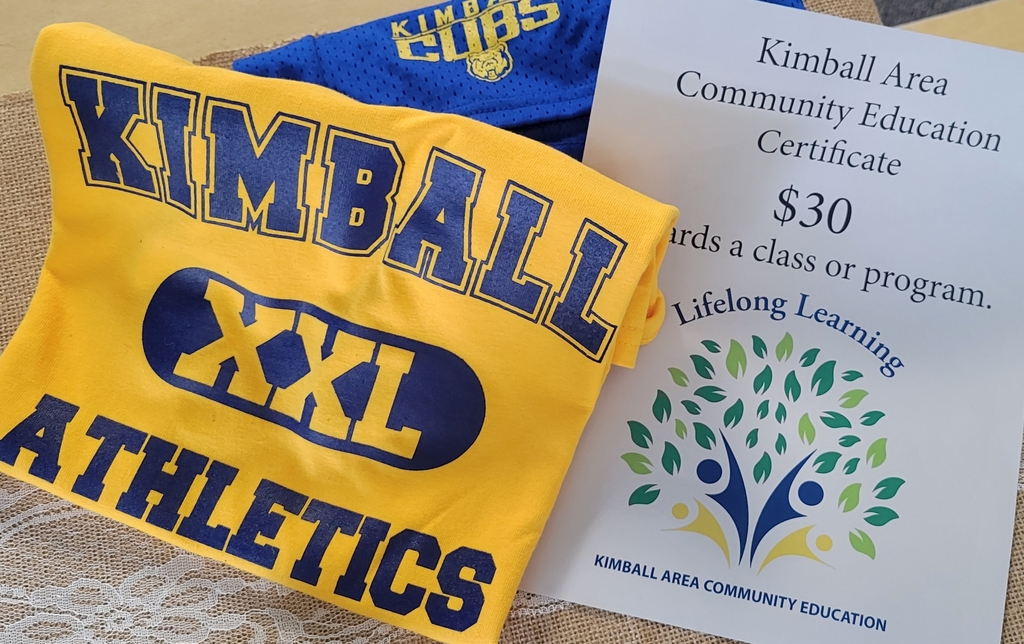 KIMBALL
CUBS
KIMBALL
XXL
ATHLETICS
Kimball Area
Community Education
Certificate
$30
a class or program.
Lifelong Learning
KIMBALL AREA COMMUNITY EDUCATION